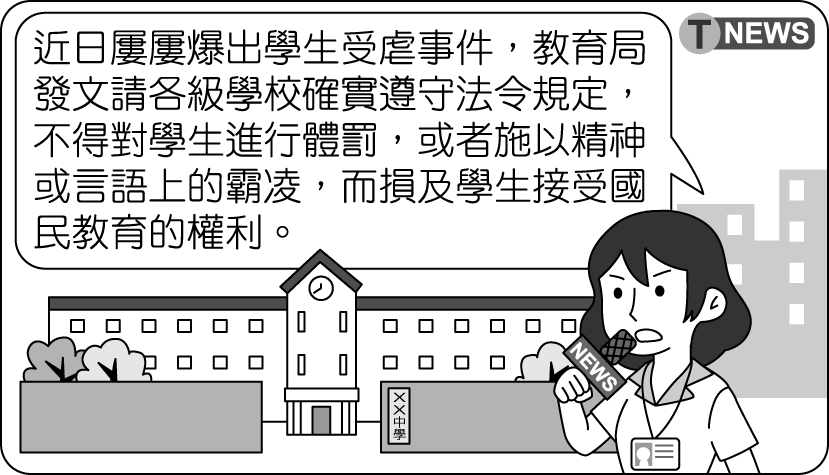 T NEWS
近日屢屢爆出學生受虐事件，教育局
發文請各級學校確實遵守法令規定，
不得對學生進行體罰，或者施以精神
或言語上的霸凌，而損及學生接受國
民教育的權利。
NEWS
XX中學